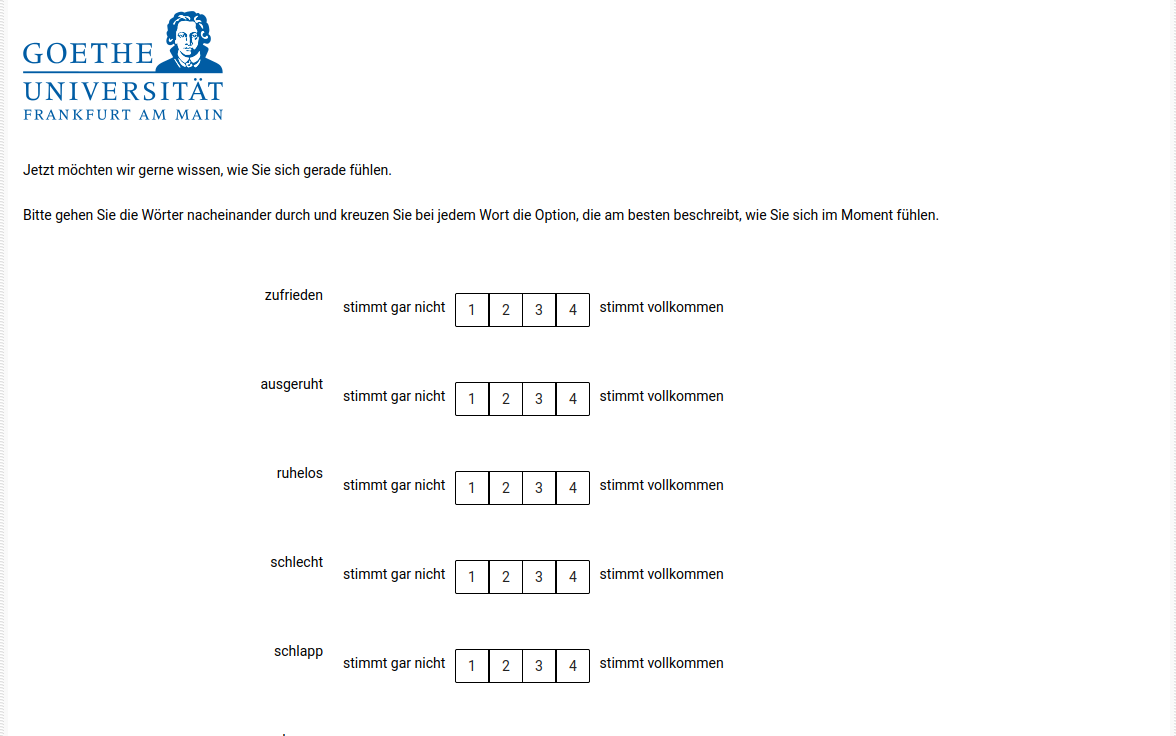 GOETHE
UNIVERSITÄT
FRANKFURT AM MAIN
Jetzt möchten wir gerne wissen, wie Sie sich gerade fühlen.
Bitte gehen Sie die Wörter nacheinander durch und kreuzen Sie bei jedem Wort die Option, die am besten beschreibt, wie Sie sich im Moment fühlen.
zufrieden stimmt gar nicht 1 2 3 4 stimmt vollkommen
ausgeruht stimmt gar nicht 1 2 3 4 stimmt vollkommen
ruhelos stimmt gar nicht 1 2 3 4 stimmt vollkommen
schlecht stimmt gar nicht 1 2 3 4 stimmt vollkommen
schlapp stimmt gar nicht 1 2 3 4 stimmt vollkommen